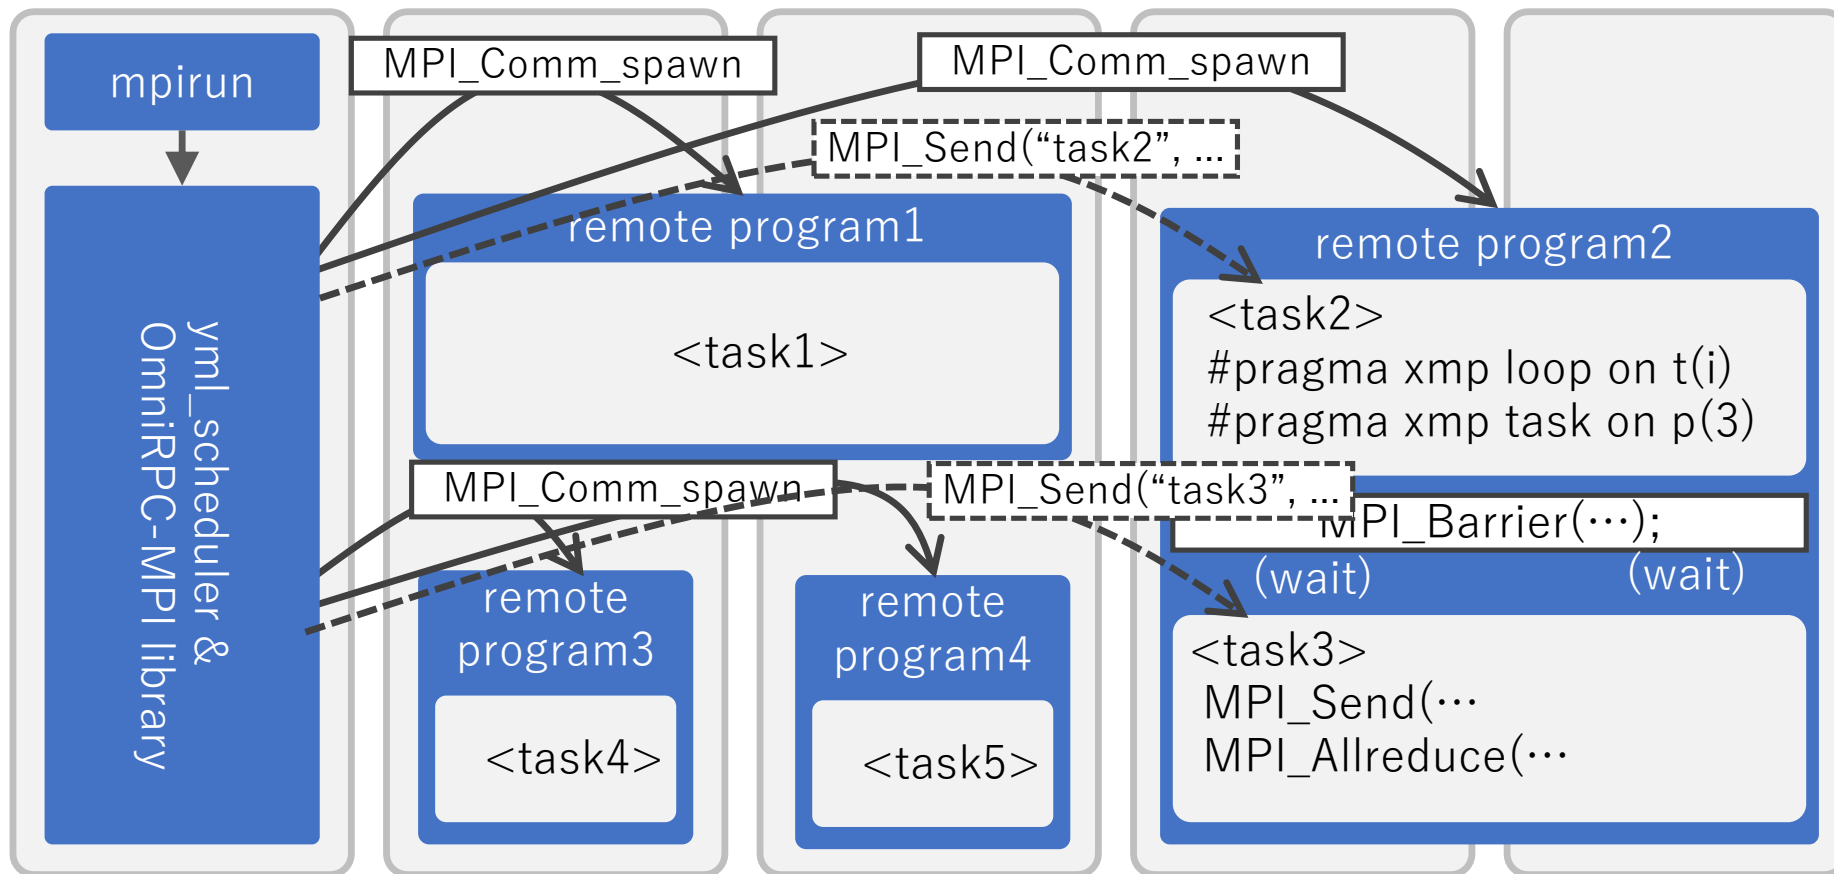 mpirun
yml_scheduler &
OmniRPC-MPI library
MPI_Comm_spawn
MPI_Comm_spawn
MPI_Send(“task2”, ...
remote program1
<task1>
remote program2
<task2>
#pragma xmp loop on t(i)
#pragma xmp task on p(3)
MPI_Comm_spawn
MPI_Send(“task3”, ...
MPI_Barrier(⋯);
(wait)
(wait)
remote
program3
<task4>
remote
program4
<task5>
<task3>
MPI_Send(⋯
MPI_Allreduce(⋯